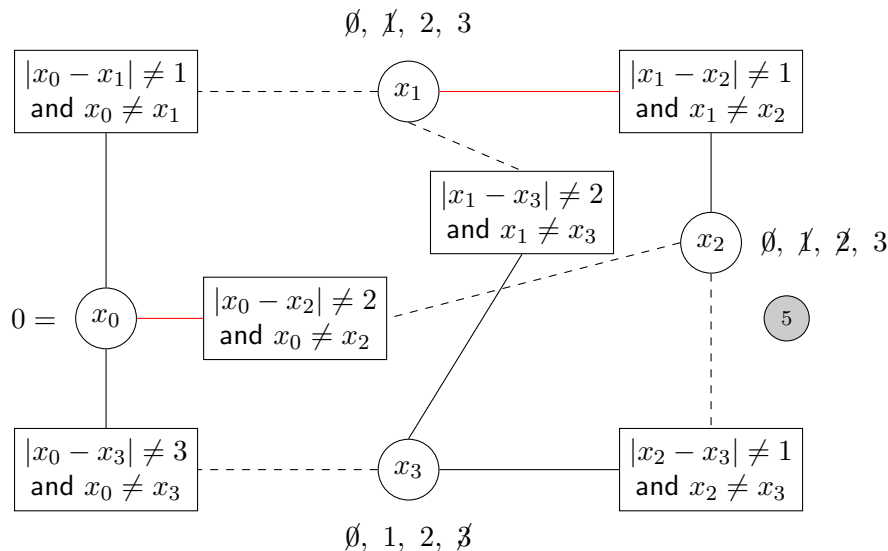 0̸, 1̸, 2, 3
|x₀ − x₁| ≠ 1
and x₀ ≠ x₁
x₁
|x₁ − x₂| ≠ 1
and x₁ ≠ x₂
|x₁ − x₃| ≠ 2
and x₁ ≠ x₃
x₂
0̸, 1̸, 2̸, 3
0 =
x₀
|x₀ − x₂| ≠ 2
and x₀ ≠ x₂
5
|x₀ − x₃| ≠ 3
and x₀ ≠ x₃
x₃
|x₂ − x₃| ≠ 1
and x₂ ≠ x₃
0̸, 1, 2, 3̸